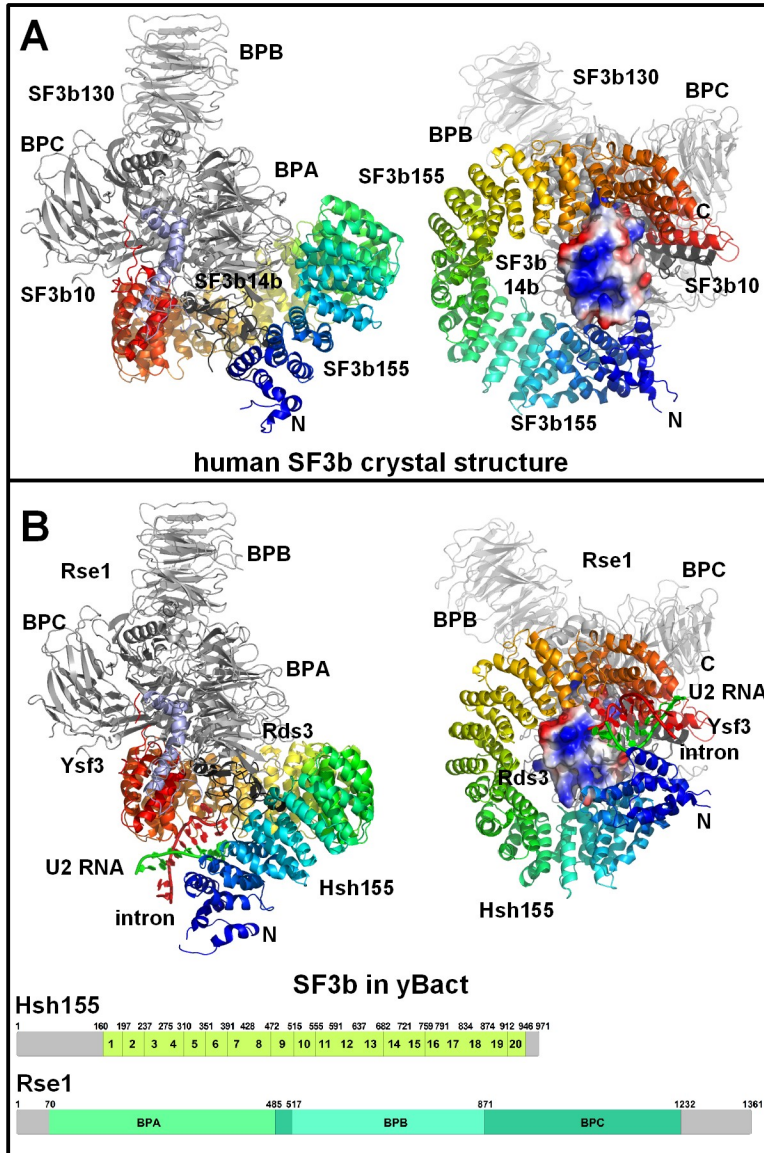 A
BPB
SF3b130
BPC
BPA
SF3b155
SF3b14b
SF3b10
SF3b155
N
SF3b130
BPC
BPB
C
SF3b
14b
SF3b10
SF3b155
N
human SF3b crystal structure
B
Rse1
BPB
BPC
BPA
Rds3
Ysf3
U2 RNA
intron
Hsh155
N
Rse1
BPC
BPB
C
U2 RNA
Ysf3
intron
Rds3
N
Hsh155
SF3b in yBact
Hsh155
1 160 197 237 275 310 351 391 428 472 515 555 591 637 682 721 759 791 834 874 912 946 971
1 2 3 4 5 6 7 8 9 10 11 12 13 14 15 16 17 18 19 20
Rse1
1 70 485 517 871 1232 1361
BPA BPB BPC